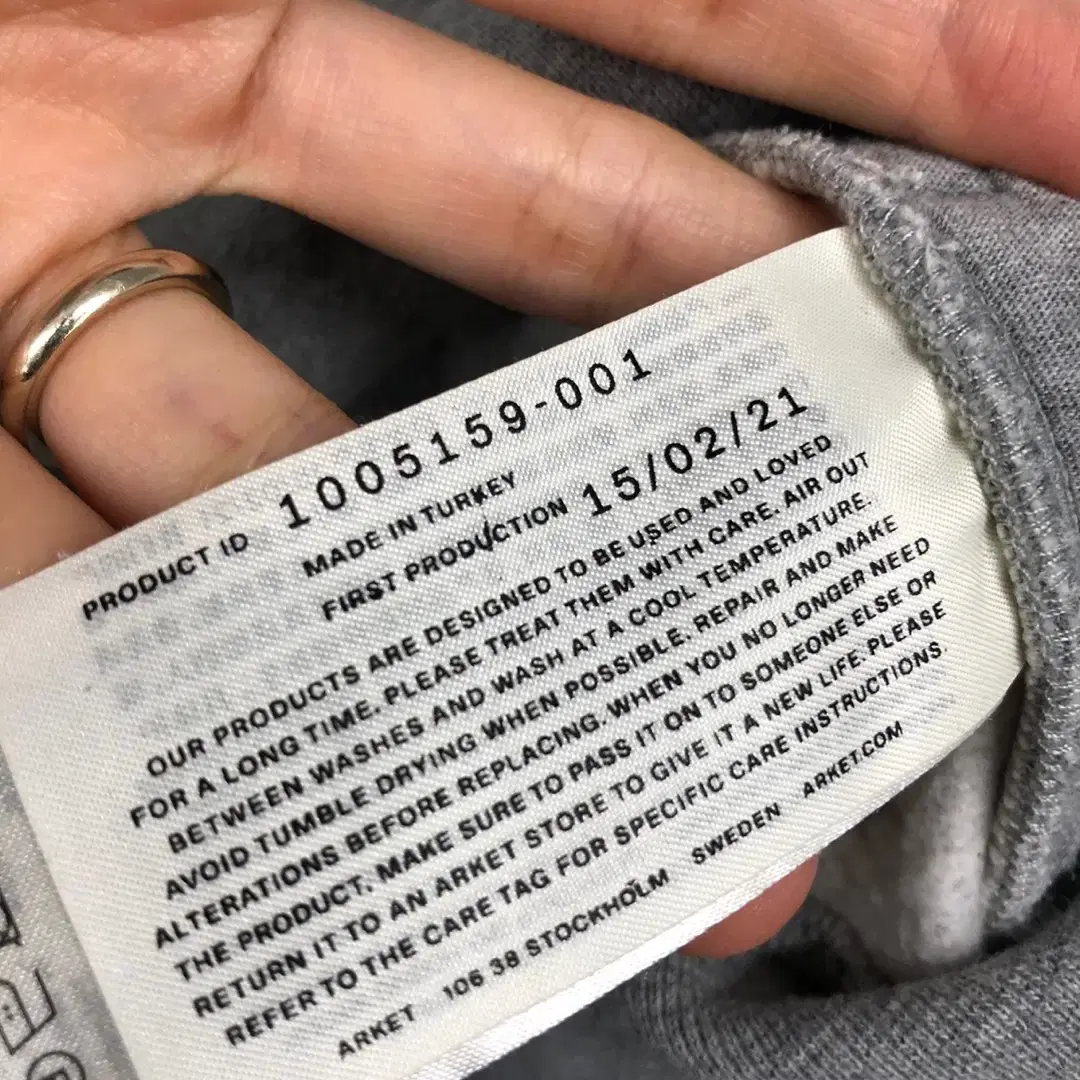 PRODUCT ID 1005159-001
MADE IN TURKEY
FIRST PRODUCTION 15/02/21
OUR PRODUCTS ARE DESIGNED TO BE USED AND LOVED
FOR A LONG TIME. PLEASE TREAT THEM WITH CARE. AIR OUT
BETWEEN WASHES AND WASH AT A COOL TEMPERATURE.
AVOID TUMBLE DRYING WHEN POSSIBLE. REPAIR AND MAKE
ALTERATIONS BEFORE REPLACING. WHEN YOU NO LONGER NEED
THE PRODUCT, MAKE SURE TO PASS IT ON TO SOMEONE ELSE OR
RETURN IT TO AN ARKET STORE TO GIVE IT A NEW LIFE. PLEASE
REFER TO THE CARE TAG FOR SPECIFIC CARE INSTRUCTIONS.
ARKET 106 38 STOCKHOLM SWEDEN ARKET.COM